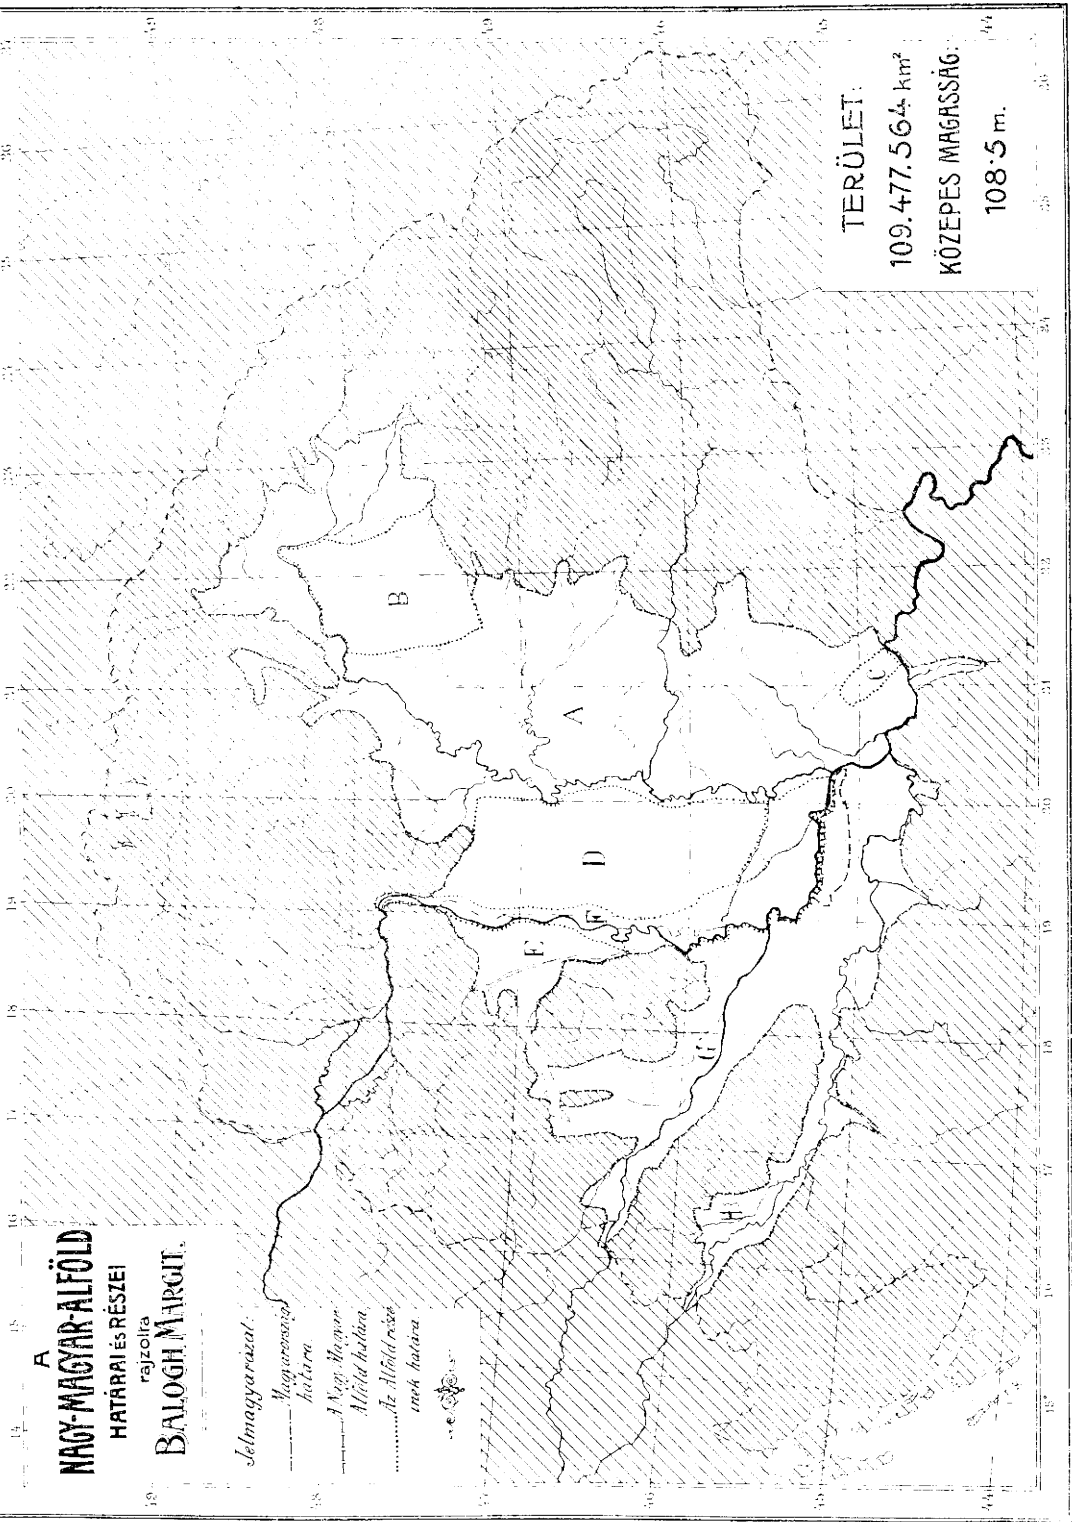 A
NAGY-MAGYAR-ALFÖLD
HATÁRAI ÉS RÉSZEI
rajzolta
BALOGH MARGIT.
Jelmagyarázat:
Magyarország
határa
A Nagy-Magyar
Alföld határa
Az Alföld részei
inek határa
TERÜLET:
109.477.564 km²
KÖZEPES MAGASSÁG:
108·5 m.
A
B
C
D
E
F
G
H